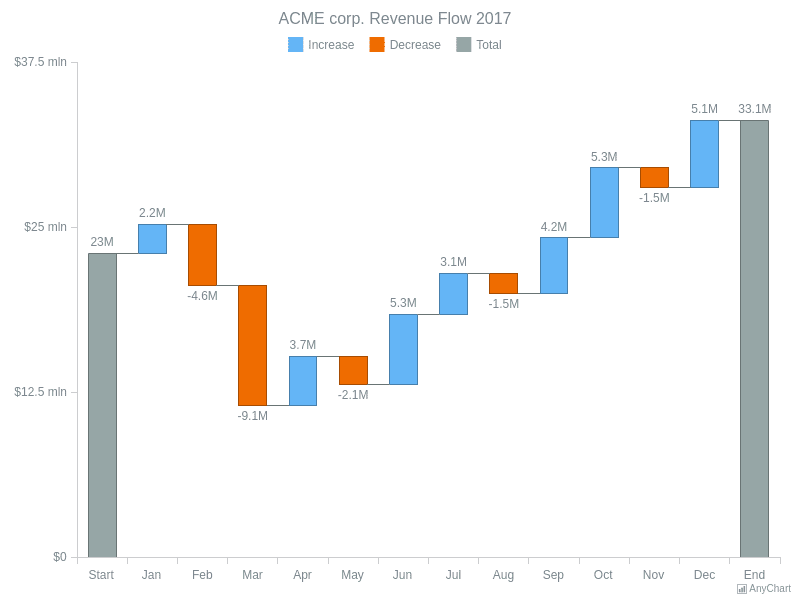 ACME corp. Revenue Flow 2017
Increase Decrease Total
$37.5 mln
$25 mln
$12.5 mln
$0
23M
2.2M
-4.6M
-9.1M
3.7M
-2.1M
5.3M
3.1M
-1.5M
4.2M
5.3M
-1.5M
5.1M
33.1M
Start Jan Feb Mar Apr May Jun Jul Aug Sep Oct Nov Dec End
AnyChart